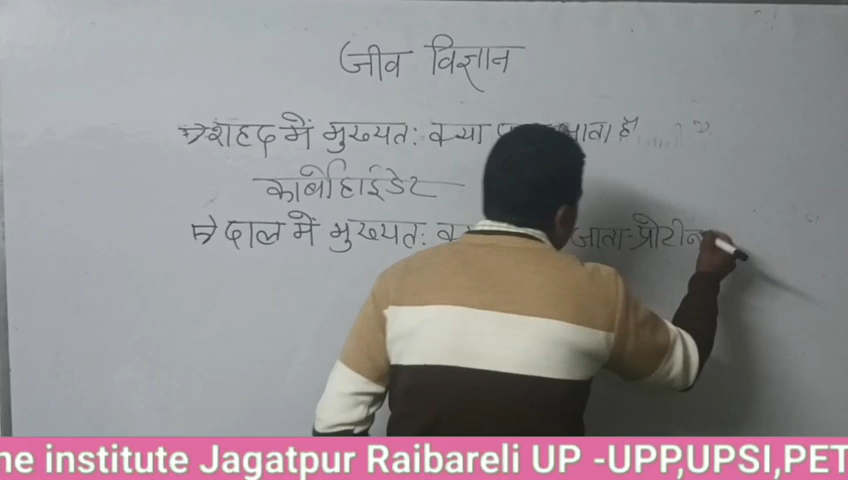 जीव विज्ञान
→ शहद में मुख्यत: क्या जाता है
कार्बोहाईडेट
→ दाल में मुख्यत: जाता - प्रोटीन
he institute Jagatpur Raibareli UP -UPP,UPSI,PET